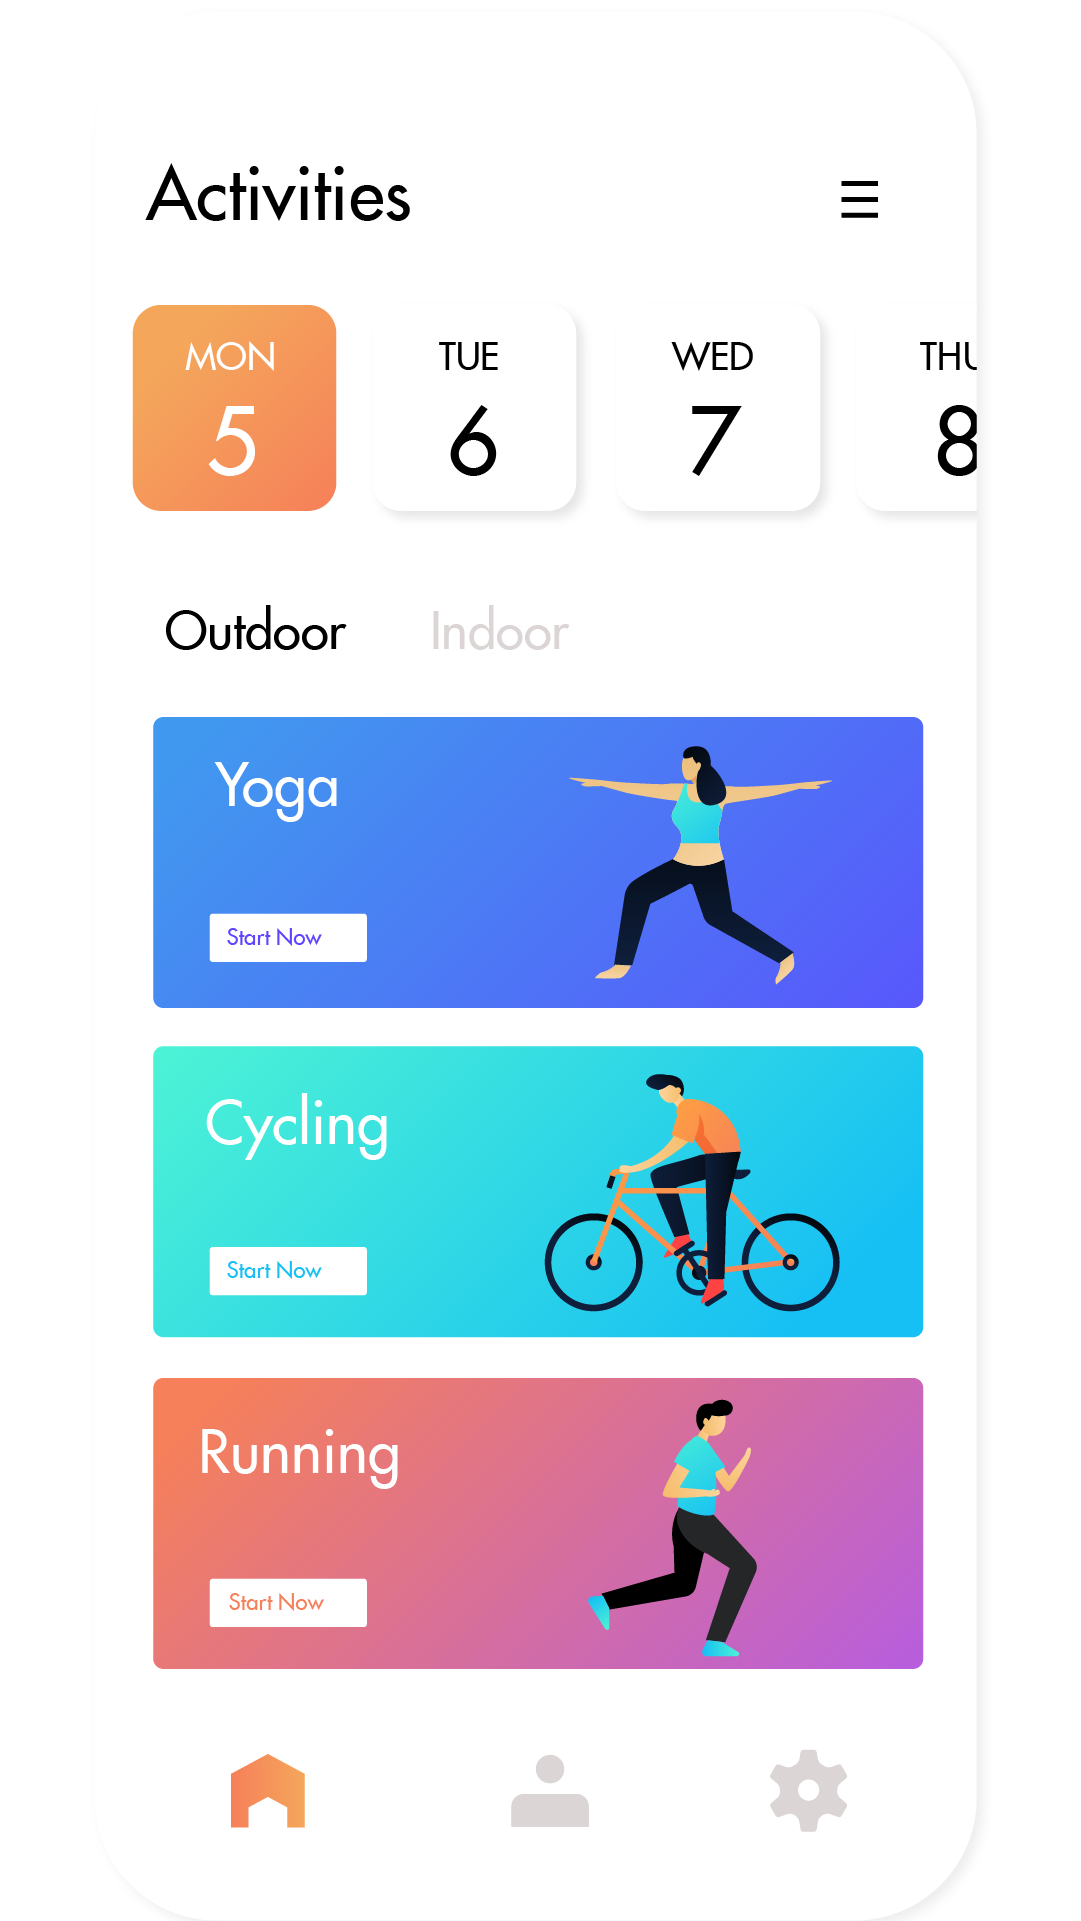 Activities
MON TUE WED THU
5 6 7 8
Outdoor Indoor
Yoga
Start Now
Cycling
Start Now
Running
Start Now